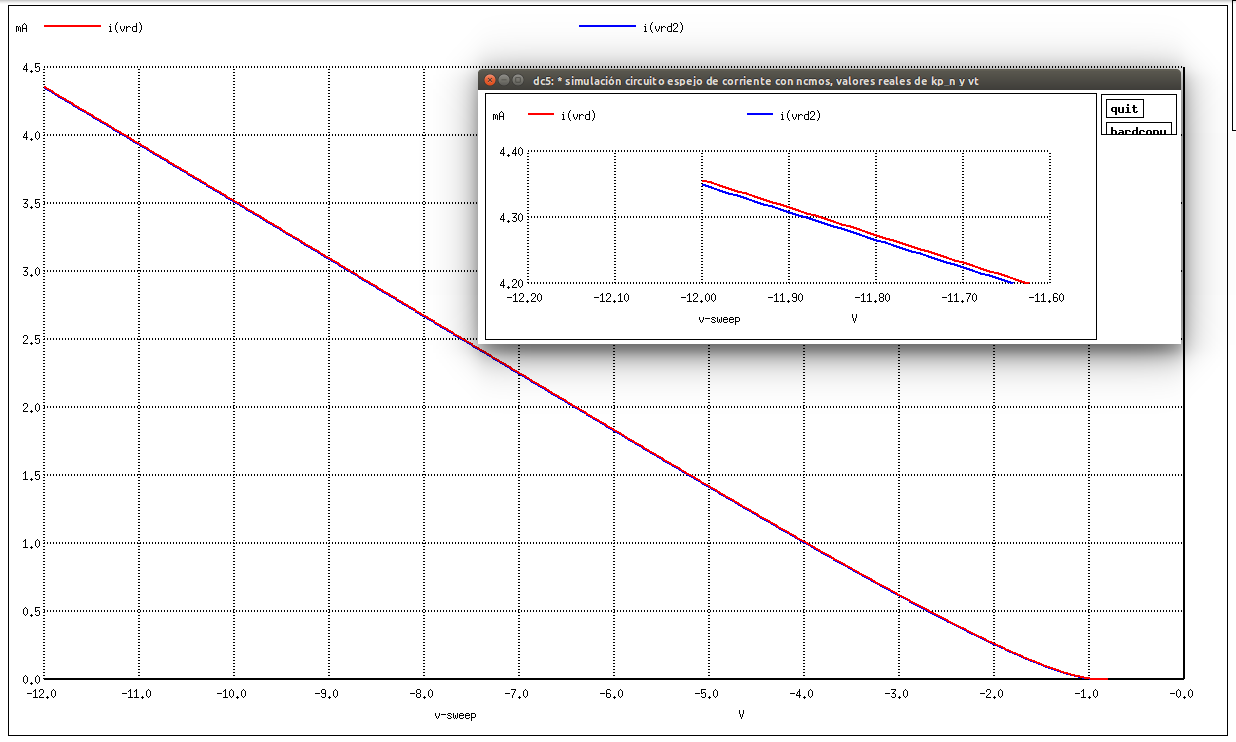 mA i(vrd) i(vrd2)
4.5
4.0
3.5
3.0
2.5
2.0
1.5
1.0
0.5
0.0
-12.0 -11.0 -10.0 -9.0 -8.0 -7.0 -6.0 -5.0 -4.0 -3.0 -2.0 -1.0 -0.0
v-sweep V
dc5: * simulación circuito espejo de corriente con ncmos, valores reales de kp_n y vt
mA i(vrd) i(vrd2)
quit
hardcopy
4.40
4.30
4.20
-12.20 -12.10 -12.00 -11.90 -11.80 -11.70 -11.60
v-sweep V